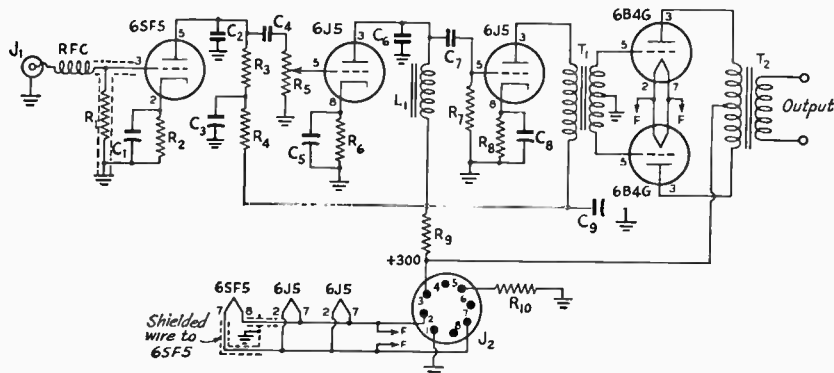 6SF5
C2
C4
6J5
C6
6J5
6B4G
J1
RFC
3
5
2
R1
C1
R2
R3
C3
R4
R5
5
3
8
C5
R6
L1
C7
5
3
8
R7
R8
C8
T1
5
3
2
7
F
F
T2
Output
5
3
6B4G
C9
R9
+300
6SF5
6J5
6J5
7
8
2
7
2
7
F
F
Shielded
wire to
6SF5
1
2
3
4
5
6
7
8
J2
R10